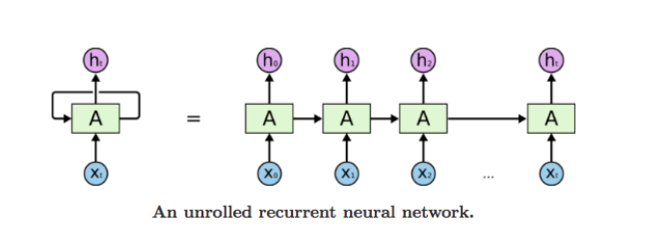 hₜ h₀ h₁ h₂ hₜ
A = A A A A
Xₜ X₀ X₁ X₂ ... Xₜ
An unrolled recurrent neural network.